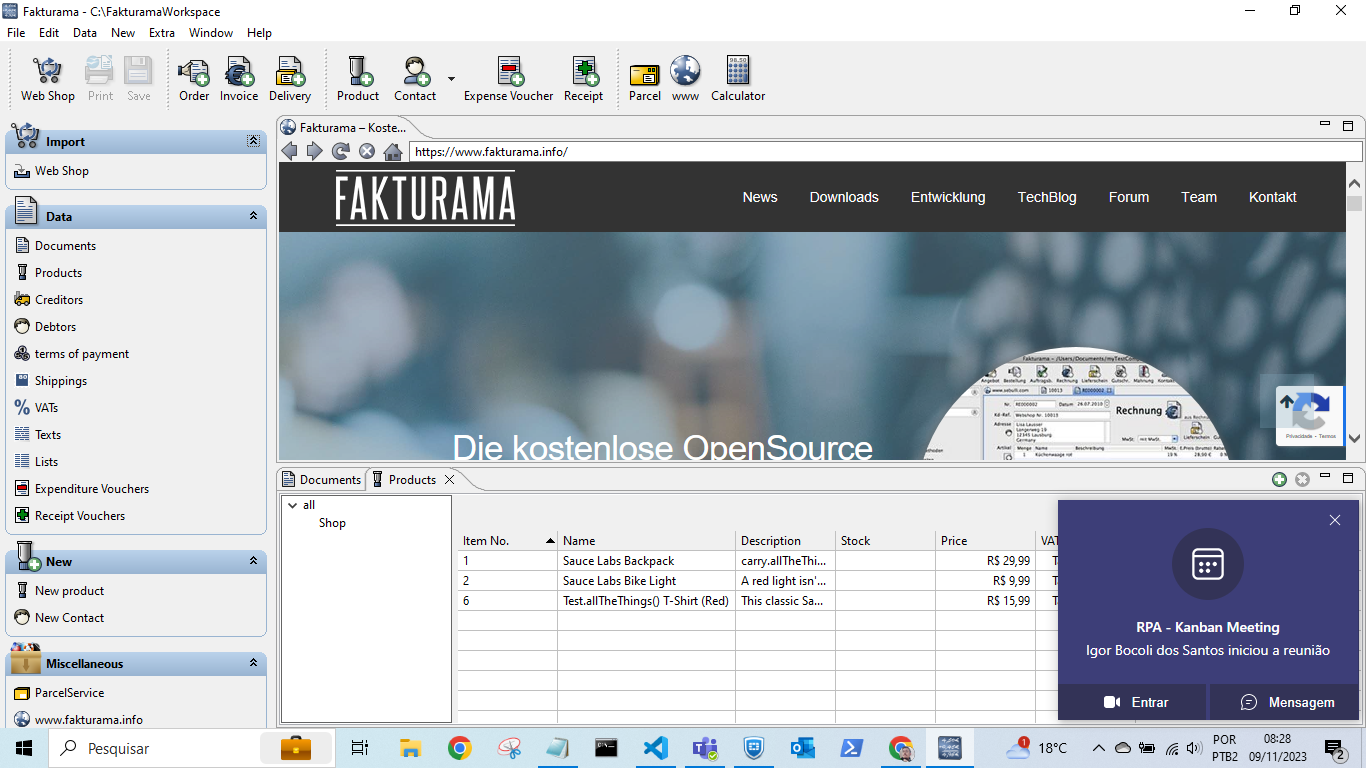 Fakturama - C:\FakturamaWorkspace
File Edit Data New Extra Window Help
Web Shop Print Save Order Invoice Delivery Product Contact Expense Voucher Receipt Parcel www Calculator
Import
Web Shop
Data
Documents
Products
Creditors
Debtors
terms of payment
Shippings
VATs
Texts
Lists
Expenditure Vouchers
Receipt Vouchers
New
New product
New Contact
Miscellaneous
ParcelService
www.fakturama.info
Fakturama – Koste...
https://www.fakturama.info/
FAKTURAMA
News Downloads Entwicklung TechBlog Forum Team Kontakt
Die kostenlose OpenSource
Rechnung
Privacidade - Termos
Documents Products
all
Shop
Item No. Name Description Stock Price VAT
1 Sauce Labs Backpack carry.allTheThi... R$ 29,99 T
2 Sauce Labs Bike Light A red light isn'... R$ 9,99 T
6 Test.allTheThings() T-Shirt (Red) This classic Sa... R$ 15,99 T
RPA - Kanban Meeting
Igor Bocoli dos Santos iniciou a reunião
Entrar Mensagem
Pesquisar
18°C
POR
PTB2
08:28
09/11/2023
2